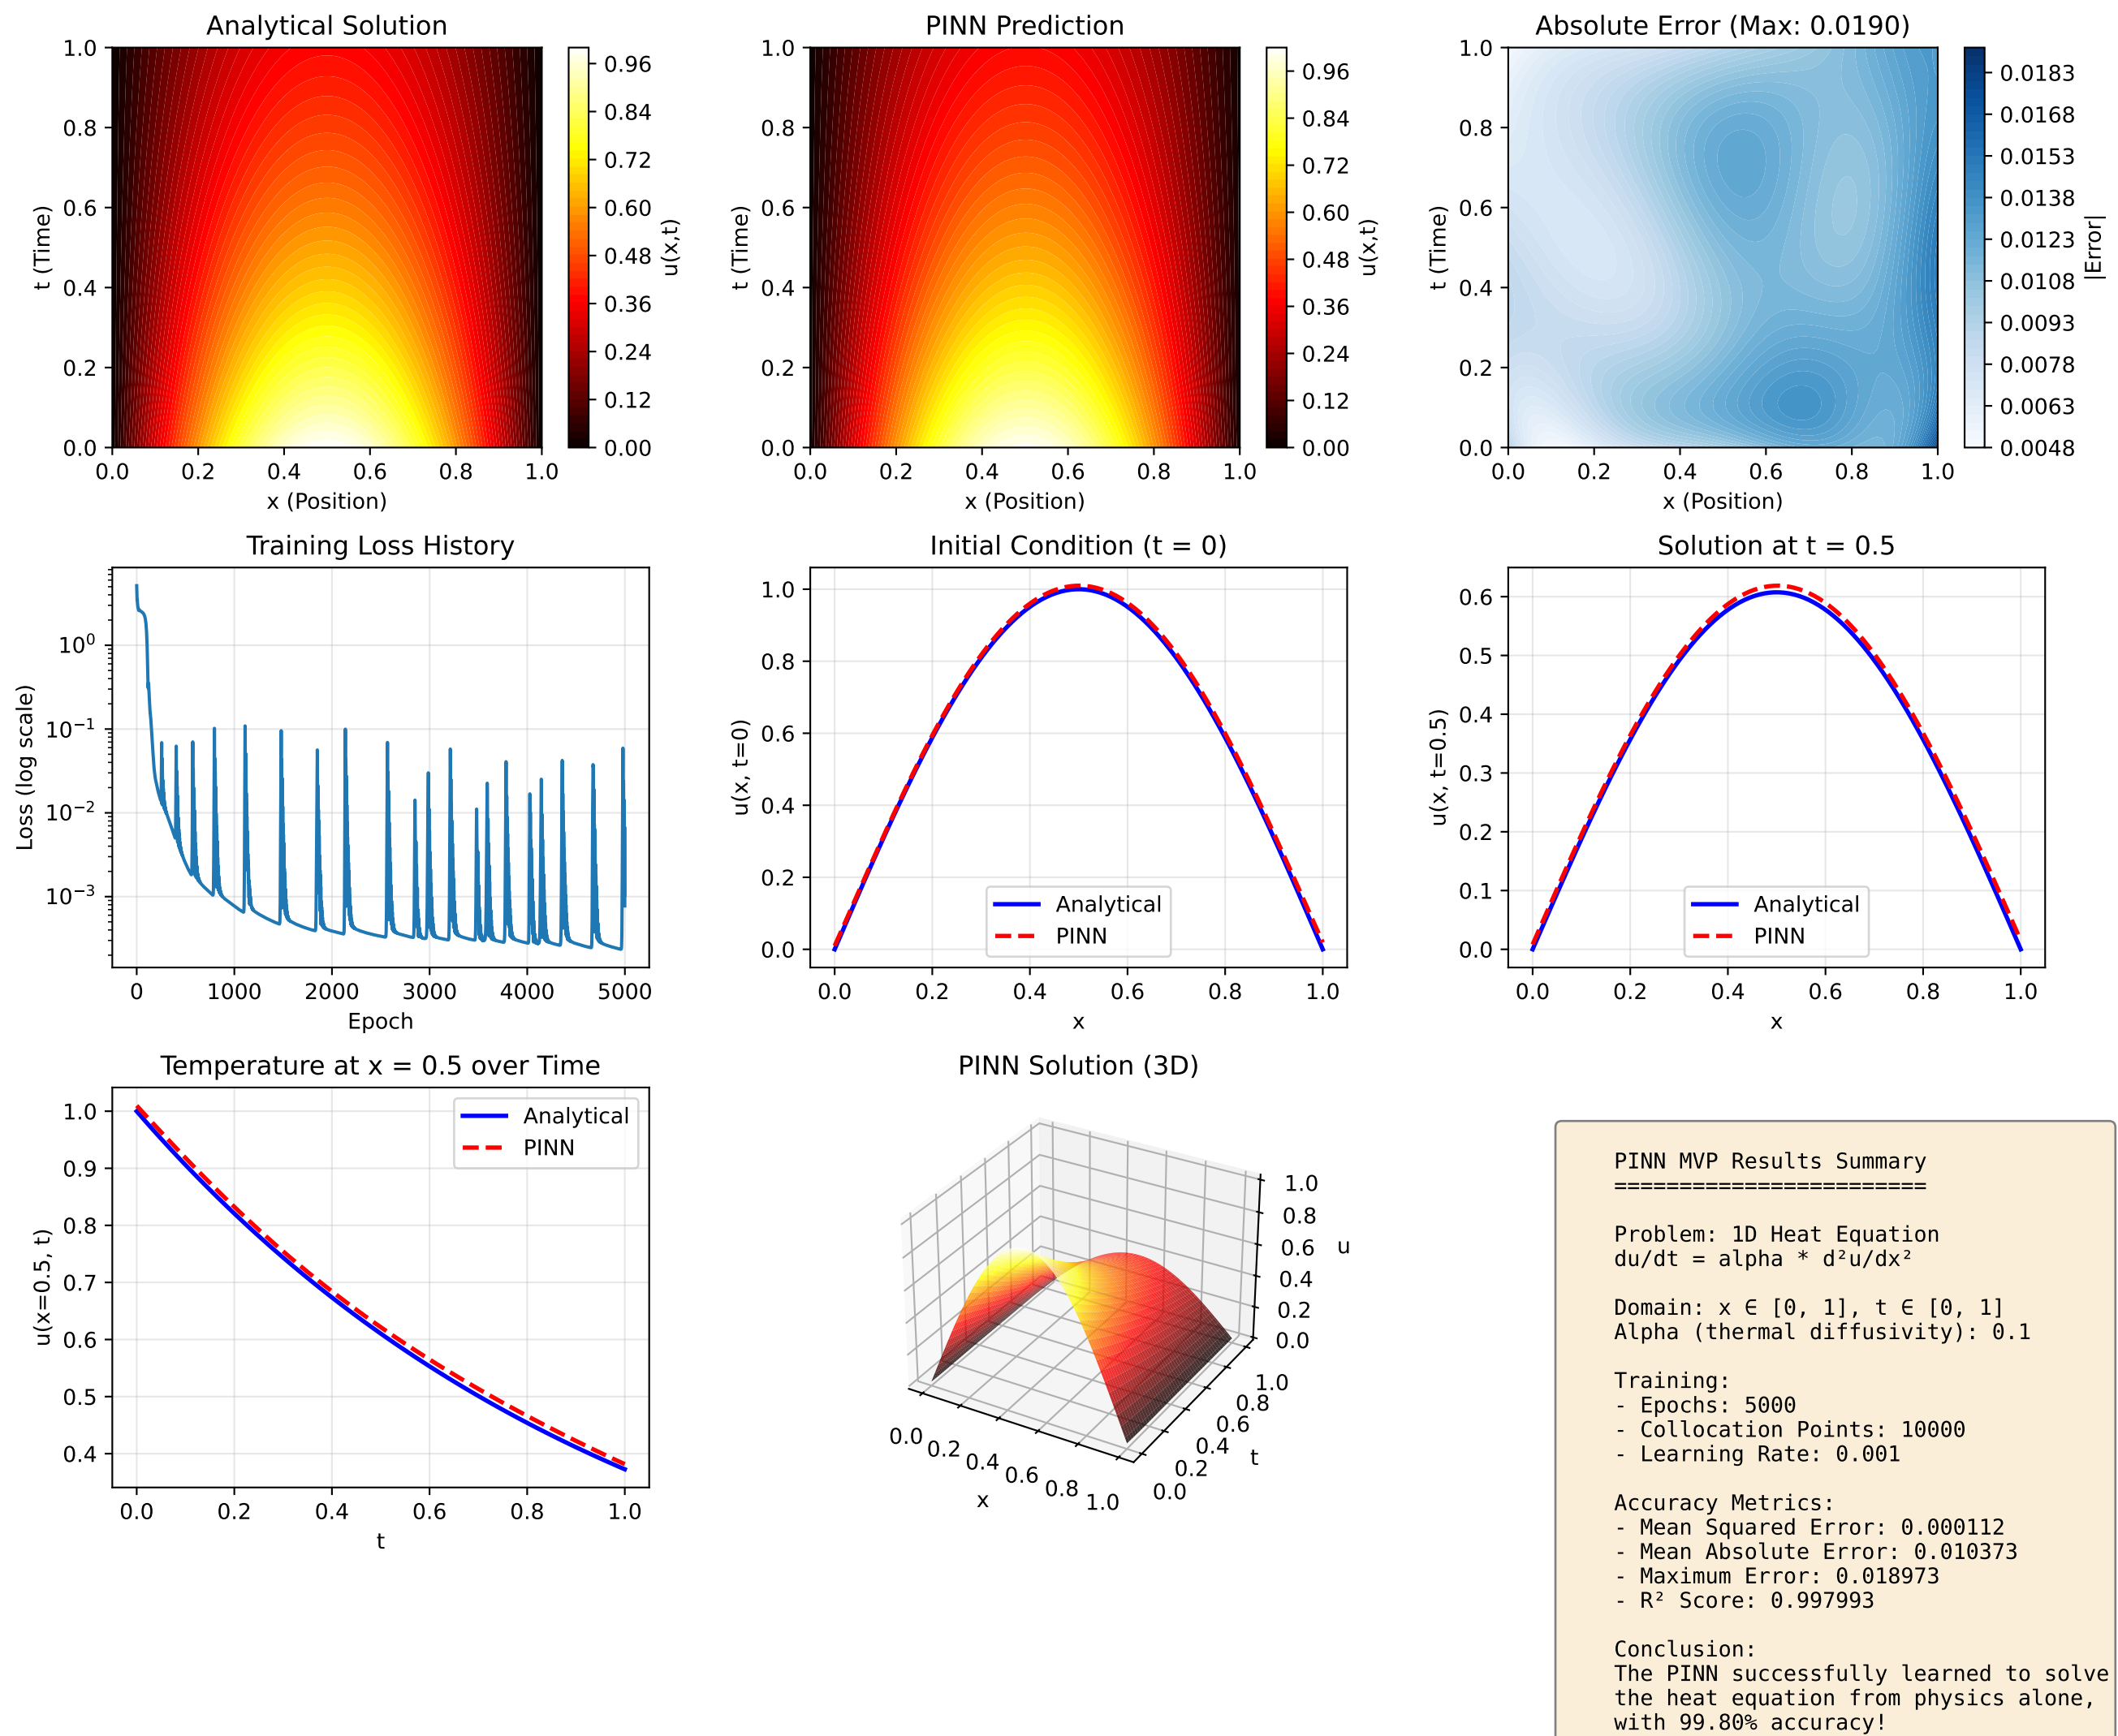 Analytical Solution
1.0
0.8
0.6
0.4
0.2
0.0
t (Time)
0.0 0.2 0.4 0.6 0.8 1.0
x (Position)
0.96
0.84
0.72
0.60
0.48
0.36
0.24
0.12
0.00
u(x,t)
PINN Prediction
1.0
0.8
0.6
0.4
0.2
0.0
t (Time)
0.0 0.2 0.4 0.6 0.8 1.0
x (Position)
0.96
0.84
0.72
0.60
0.48
0.36
0.24
0.12
0.00
u(x,t)
Absolute Error (Max: 0.0190)
1.0
0.8
0.6
0.4
0.2
0.0
t (Time)
0.0 0.2 0.4 0.6 0.8 1.0
x (Position)
0.0183
0.0168
0.0153
0.0138
0.0123
0.0108
0.0093
0.0078
0.0063
0.0048
|Error|
Training Loss History
10⁰
10⁻¹
10⁻²
10⁻³
Loss (log scale)
0 1000 2000 3000 4000 5000
Epoch
Initial Condition (t = 0)
1.0
0.8
0.6
0.4
0.2
0.0
u(x, t=0)
Analytical
PINN
0.0 0.2 0.4 0.6 0.8 1.0
x
Solution at t = 0.5
0.6
0.5
0.4
0.3
0.2
0.1
0.0
u(x, t=0.5)
Analytical
PINN
0.0 0.2 0.4 0.6 0.8 1.0
x
Temperature at x = 0.5 over Time
1.0
0.9
0.8
0.7
0.6
0.5
0.4
u(x=0.5, t)
Analytical
PINN
0.0 0.2 0.4 0.6 0.8 1.0
t
PINN Solution (3D)
1.0
0.8
0.6
0.4
0.2
0.0
u
0.0 0.2 0.4 0.6 0.8 1.0
x
0.0 0.2 0.4 0.6 0.8 1.0
t
PINN MVP Results Summary
========================
Problem: 1D Heat Equation
du/dt = alpha * d²u/dx²
Domain: x ∈ [0, 1], t ∈ [0, 1]
Alpha (thermal diffusivity): 0.1
Training:
- Epochs: 5000
- Collocation Points: 10000
- Learning Rate: 0.001
Accuracy Metrics:
- Mean Squared Error: 0.000112
- Mean Absolute Error: 0.010373
- Maximum Error: 0.018973
- R² Score: 0.997993
Conclusion:
The PINN successfully learned to solve
the heat equation from physics alone,
with 99.80% accuracy!